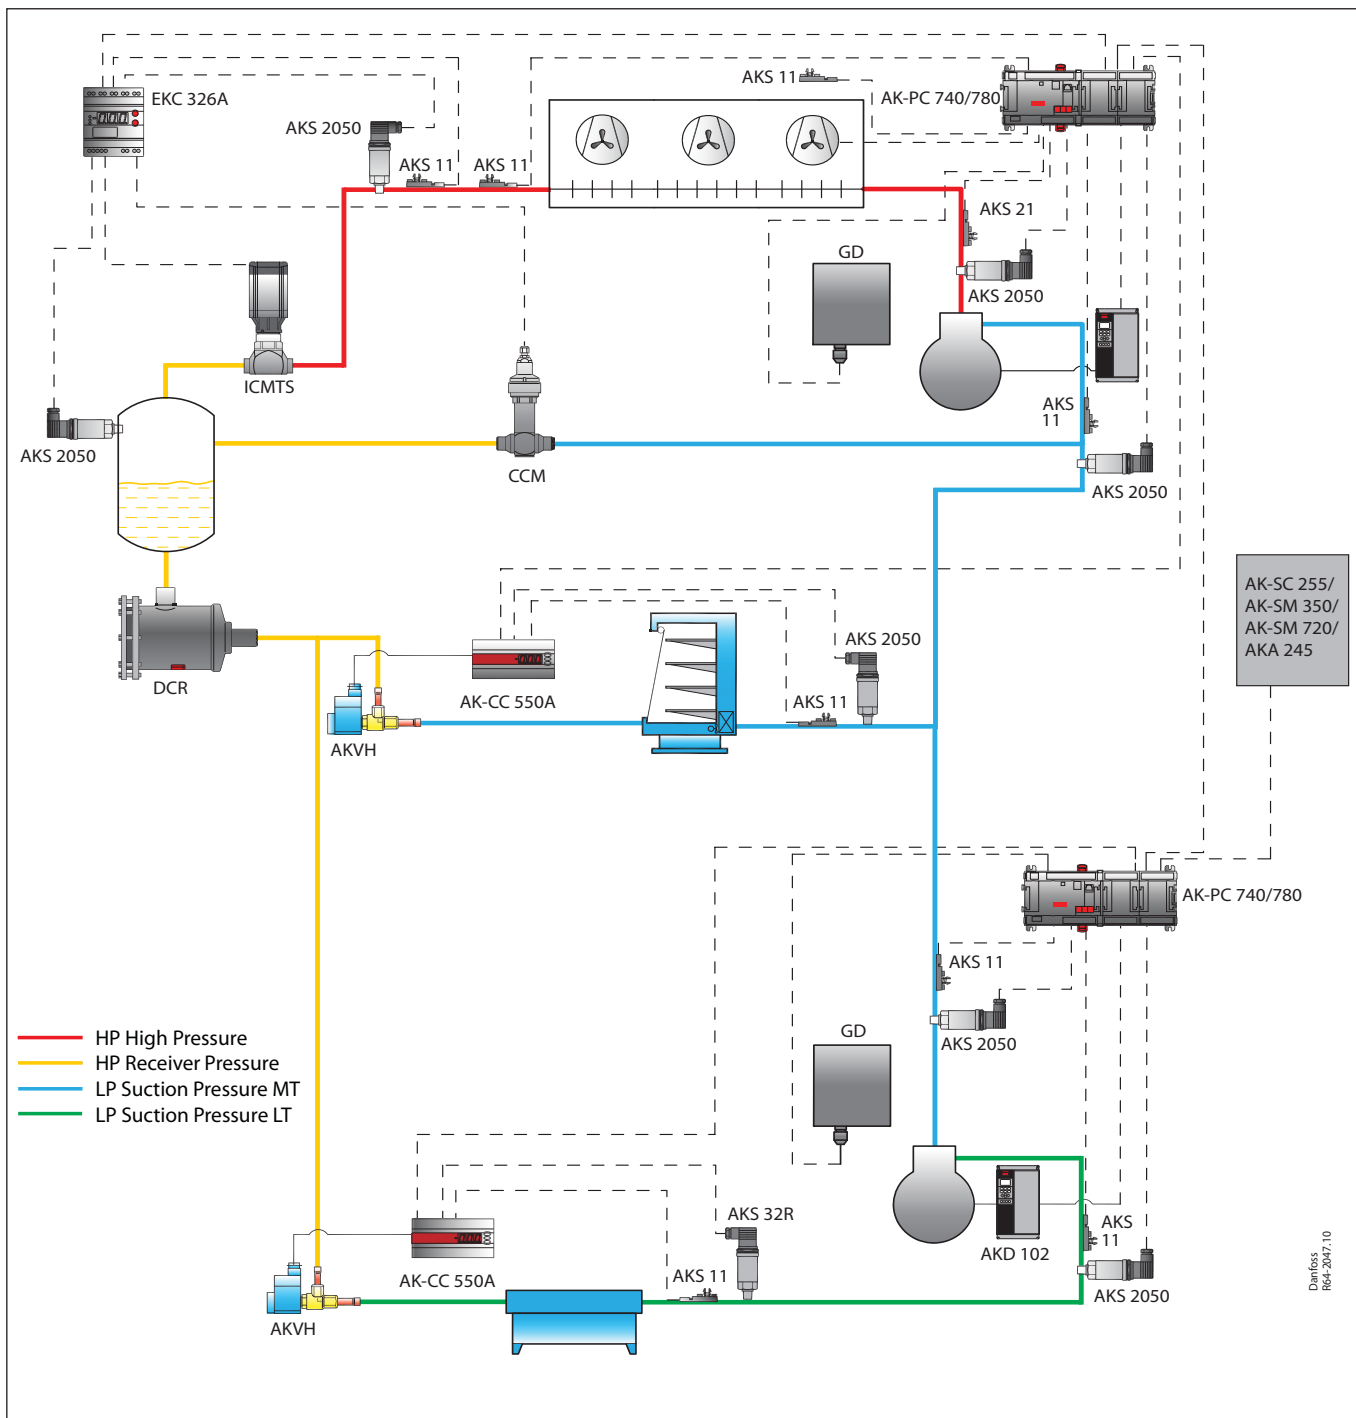 EKC 326A
AKS 2050
AKS 11
AKS 11
AKS 11
AK-PC 740/780
AKS 21
AKS 2050
GD
ICMTS
AKS 2050
CCM
AKS
11
AKS 2050
DCR
AK-CC 550A
AKVH
AKS 2050
AKS 11
AK-SC 255/
AK-SM 350/
AK-SM 720/
AKA 245
AK-PC 740/780
AKS 11
AKS 2050
GD
HP High Pressure
HP Receiver Pressure
LP Suction Pressure MT
LP Suction Pressure LT
AKS 32R
AKS 11
AK-CC 550A
AKVH
AKD 102
AKS
11
AKS 2050
Danfoss
R64-2047.10